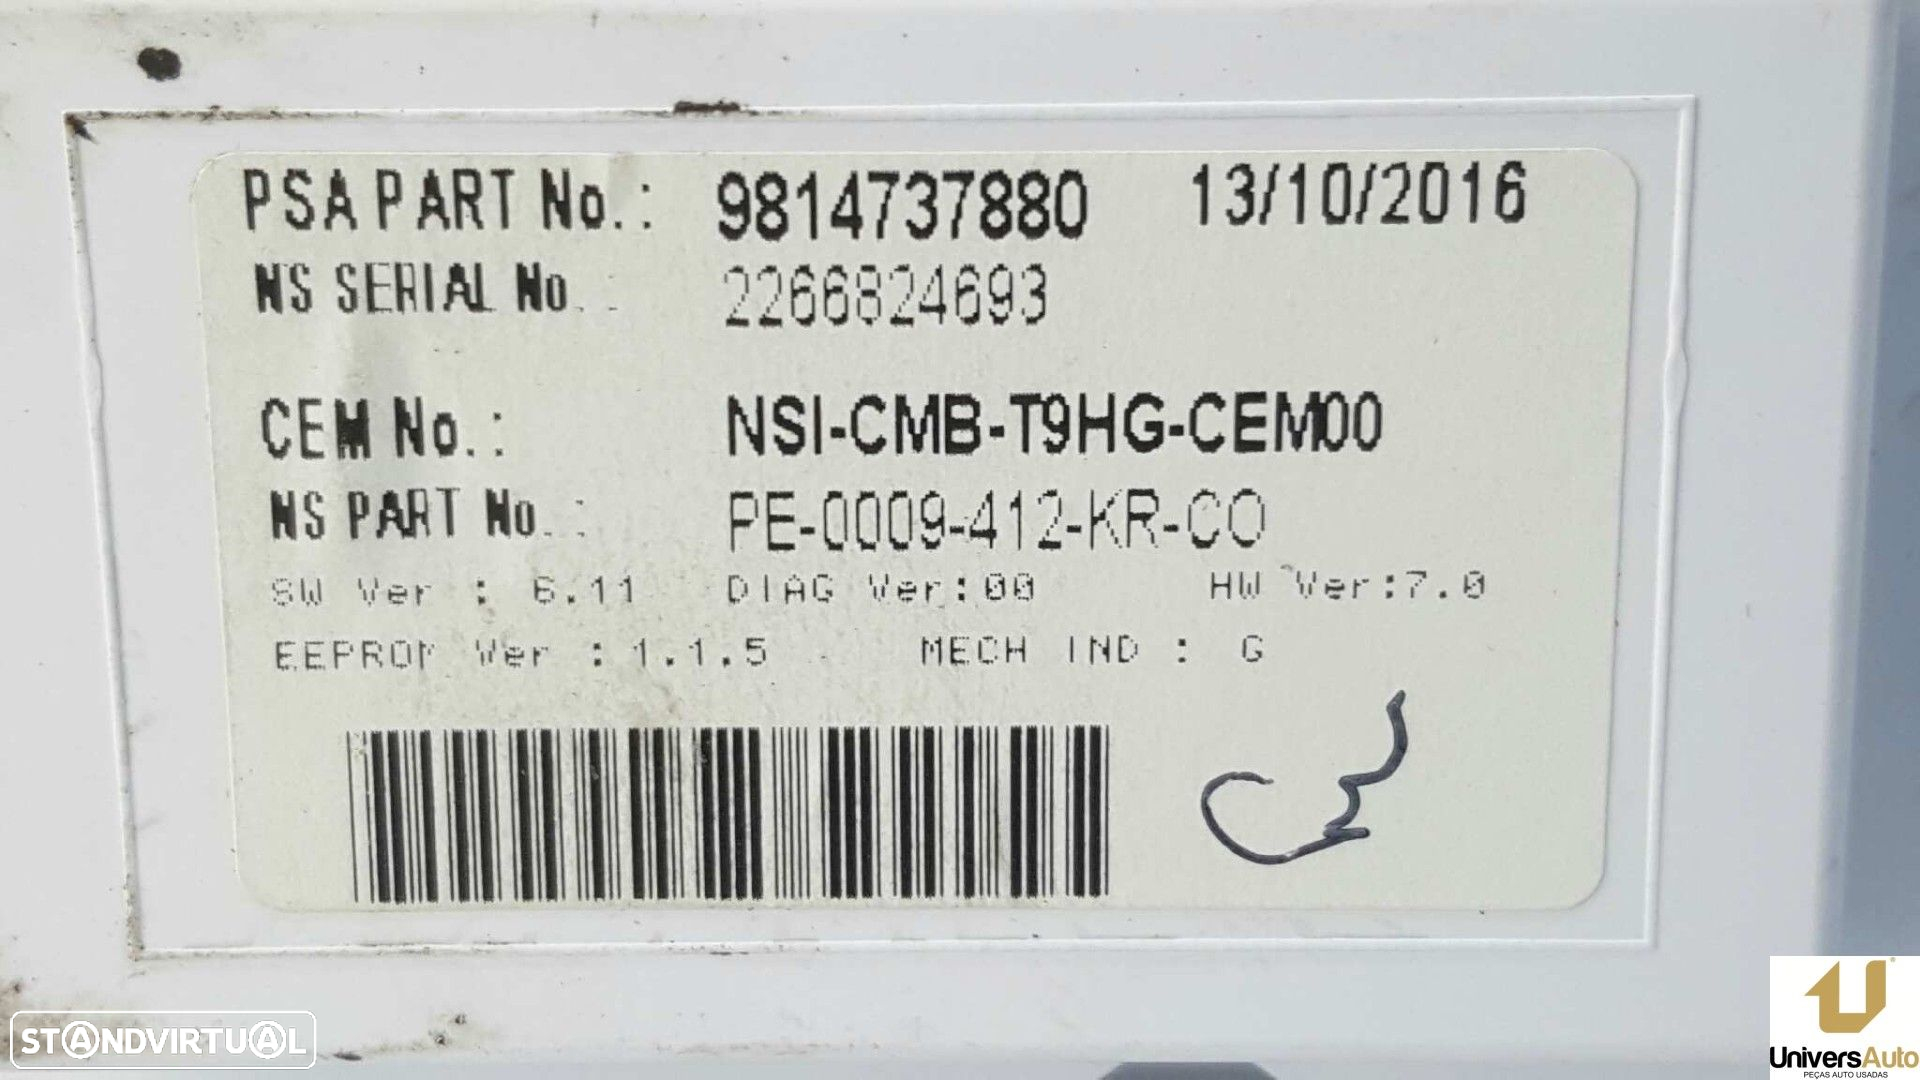 PSA PART No.: 9814737880 13/10/2016
NS SERIAL No.: 2266824693
CEM No.: NSI-CMB-T9HG-CEM00
NS PART No.: PE-0009-412-KR-CO
SW Ver : 6.11 DIAG Ver:00 HW Ver:7.0
EEPROM Ver : 1.1.5 MECH IND : G
STANDVIRTUAL
UniversAuto
PEÇAS AUTO USADAS